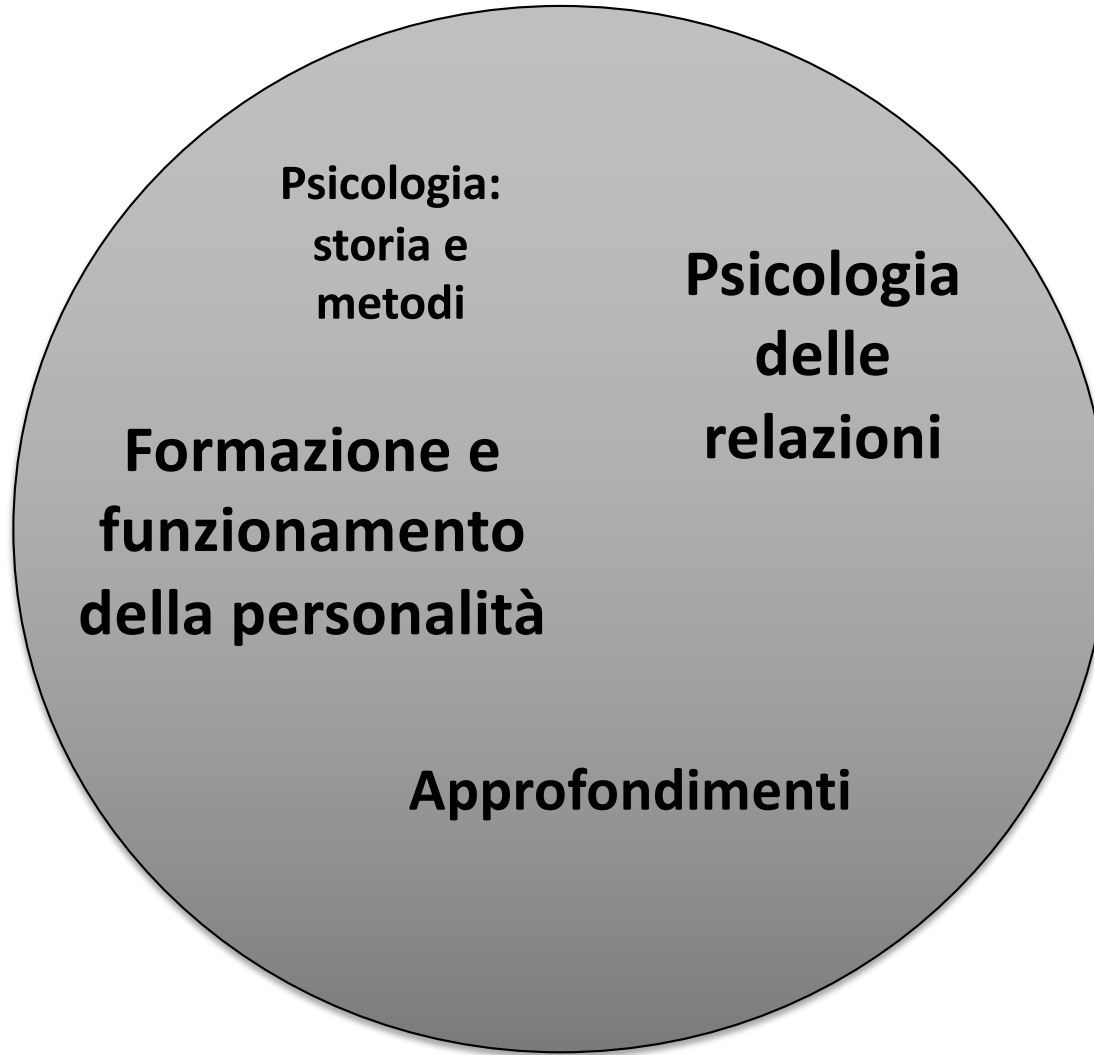 Psicologia:
storia e
metodi
Psicologia
delle
relazioni
Formazione e
funzionamento
della personalità
Approfondimenti